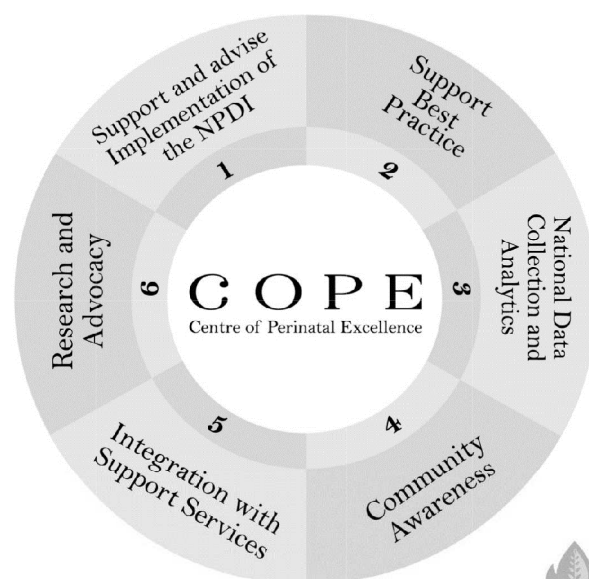 Support and advise
Implementation of
the NPDI
1
Support
Best
Practice
2
National Data
Collection and
Analytics
3
Community
Awareness
4
Integration with
Support Services
5
Research and
Advocacy
6
COPE
Centre of Perinatal Excellence